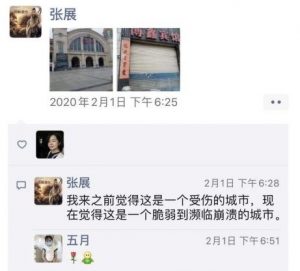 张展
2020年2月1日 下午6:25
张展
2月1日 下午6:28
我来之前觉得这是一个受伤的城市，现
在觉得这是一个脆弱到濒临崩溃的城市。
五月
2月1日 下午6:51